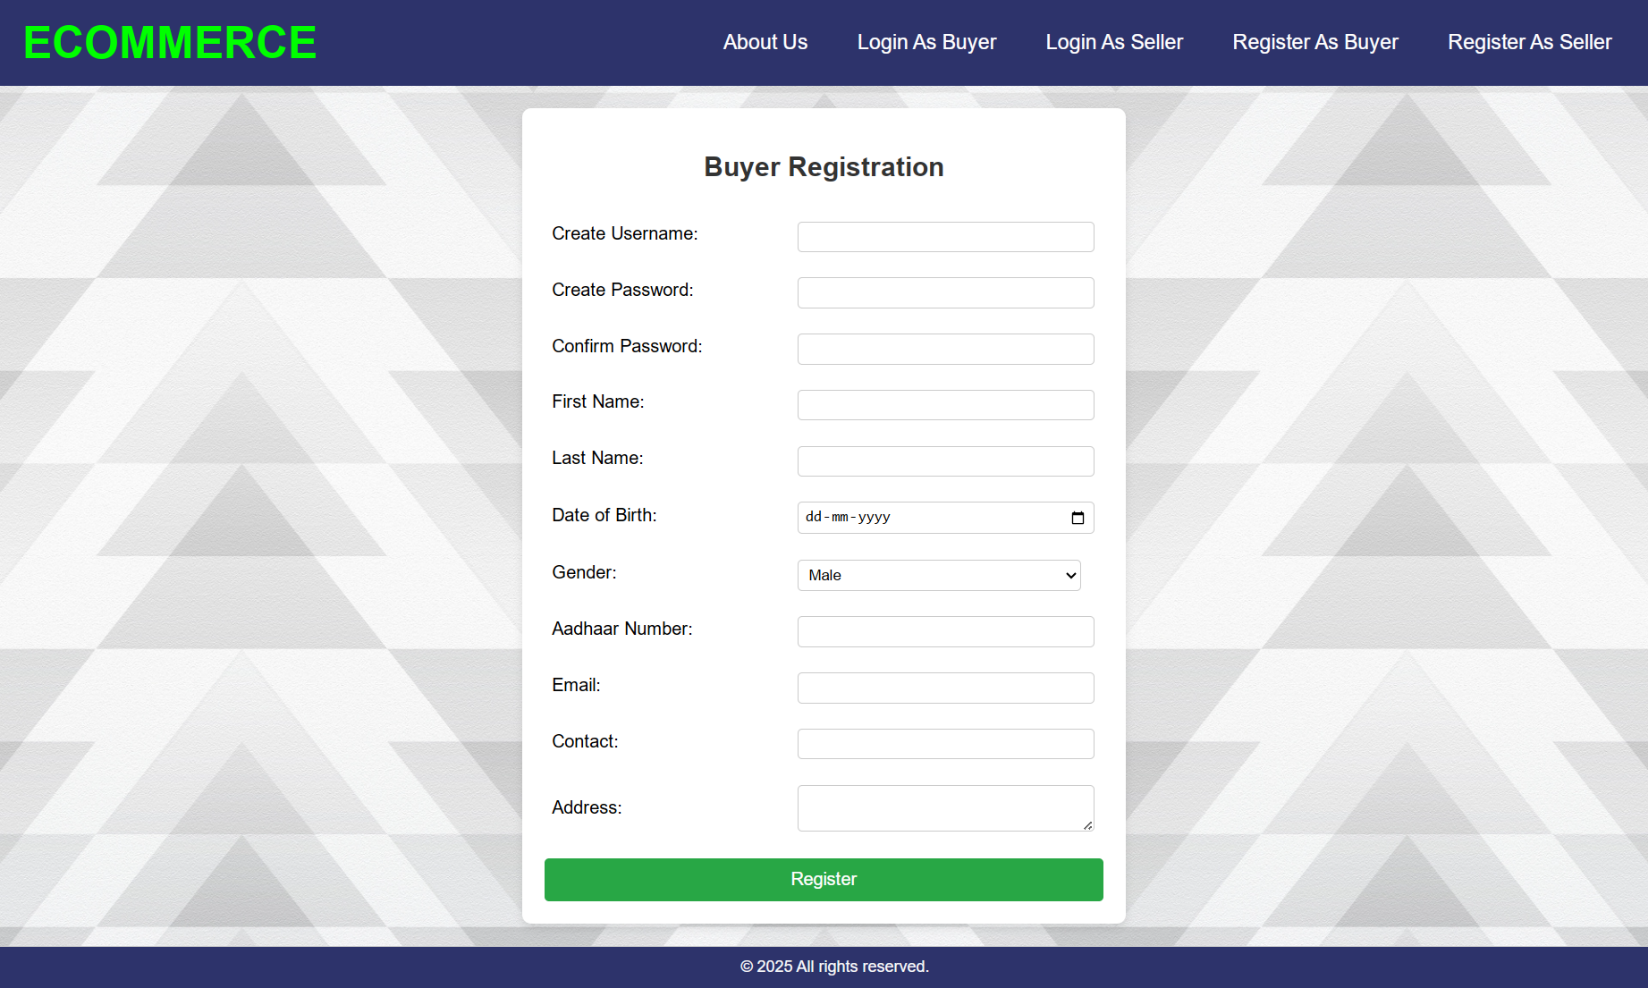 ECOMMERCE
About Us Login As Buyer Login As Seller Register As Buyer Register As Seller
Buyer Registration
Create Username:
Create Password:
Confirm Password:
First Name:
Last Name:
Date of Birth: dd-mm-yyyy
Gender: Male
Aadhaar Number:
Email:
Contact:
Address:
Register
© 2025 All rights reserved.